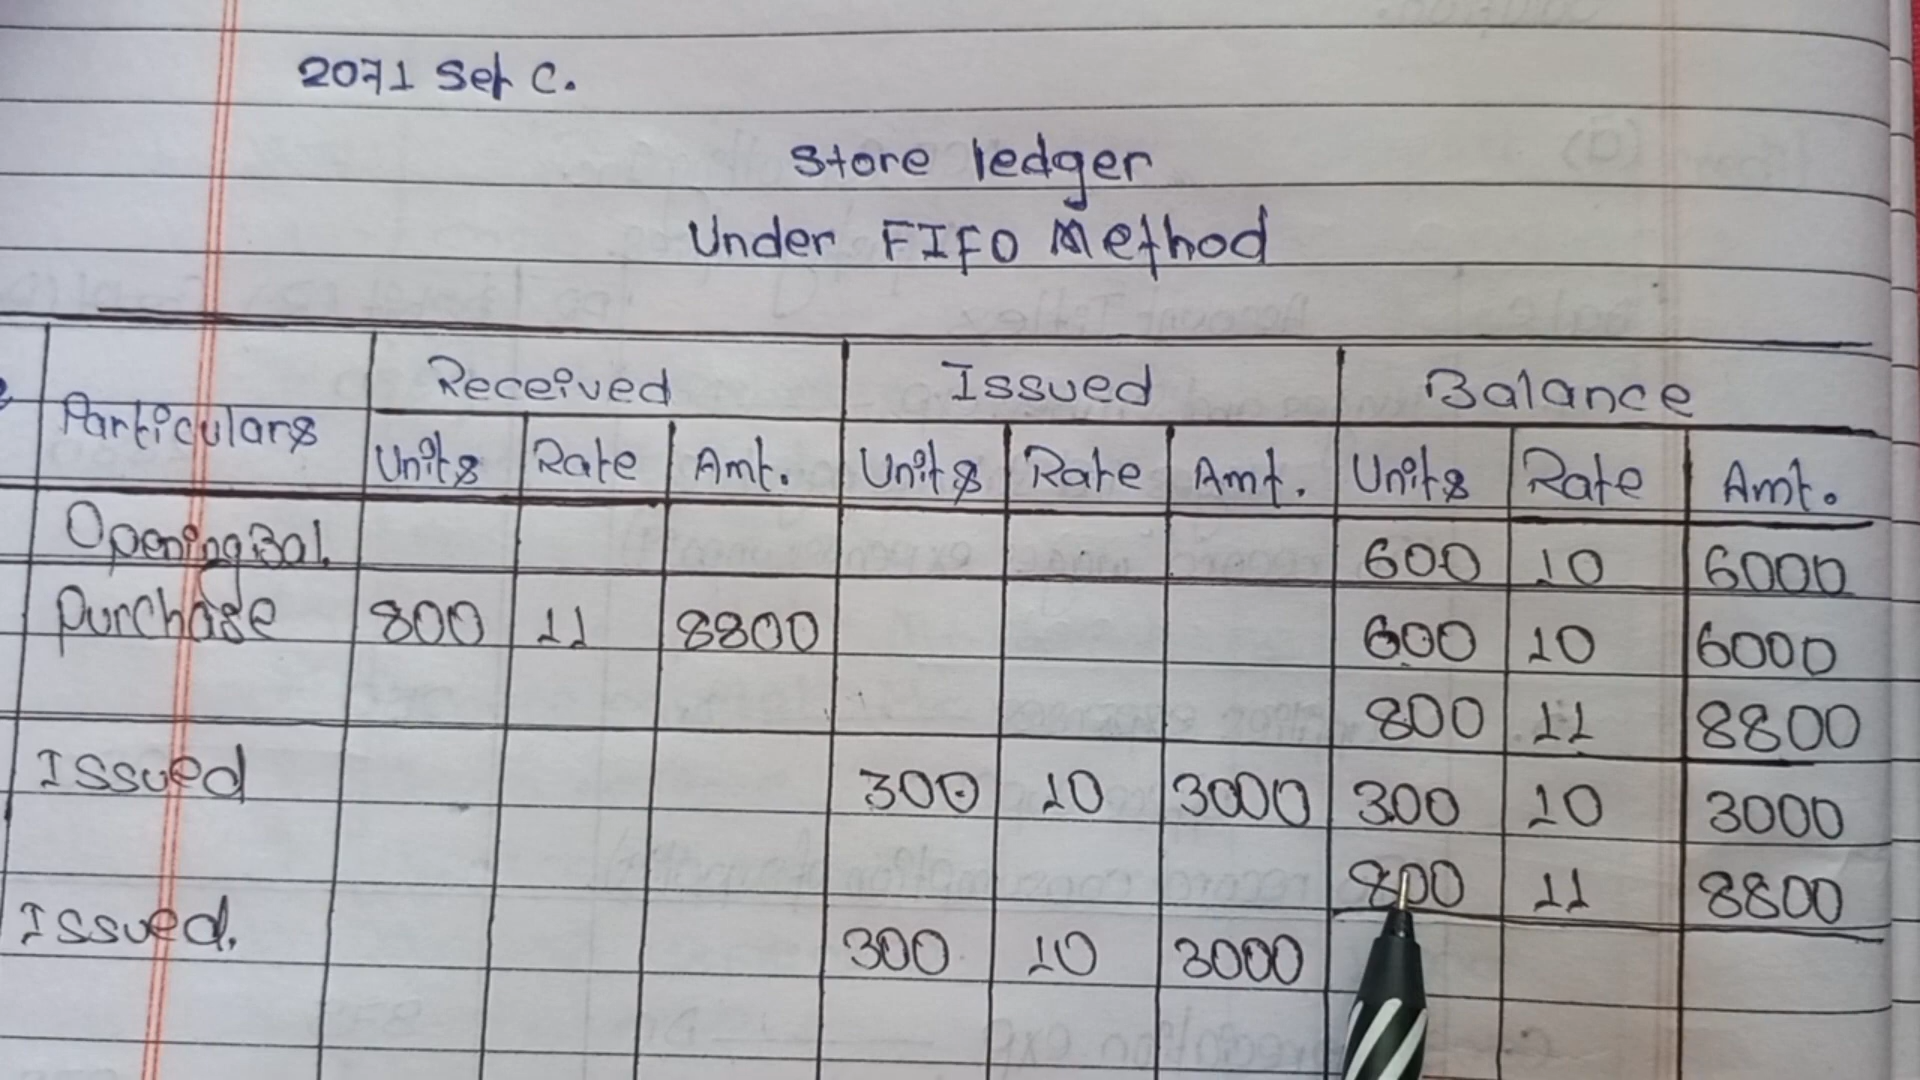 2071 Set C.
Store ledger
Under FIFO Method
Particulars Received Issued Balance
Units Rate Amt. Units Rate Amt. Units Rate Amt.
Opening Bal. 600 10 6000
Purchase 800 11 8800 600 10 6000
800 11 8800
Issued 300 10 3000 300 10 3000
800 11 8800
Issued. 300 10 3000